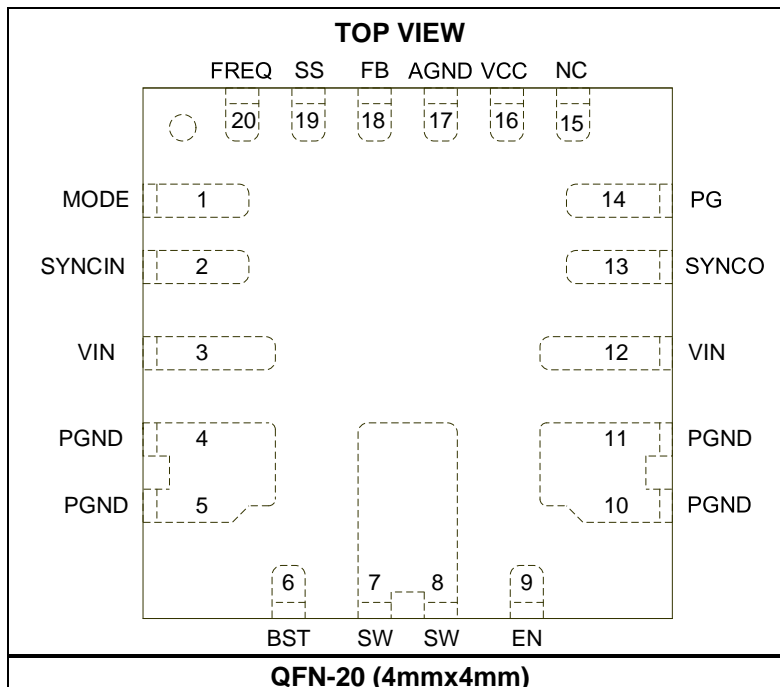 TOP VIEW
FREQ SS FB AGND VCC NC
20 19 18 17 16 15
MODE 1 14 PG
SYNCIN 2 13 SYNCO
VIN 3 12 VIN
PGND 4 11 PGND
PGND 5 10 PGND
6 7 8 9
BST SW SW EN
QFN-20 (4mmx4mm)